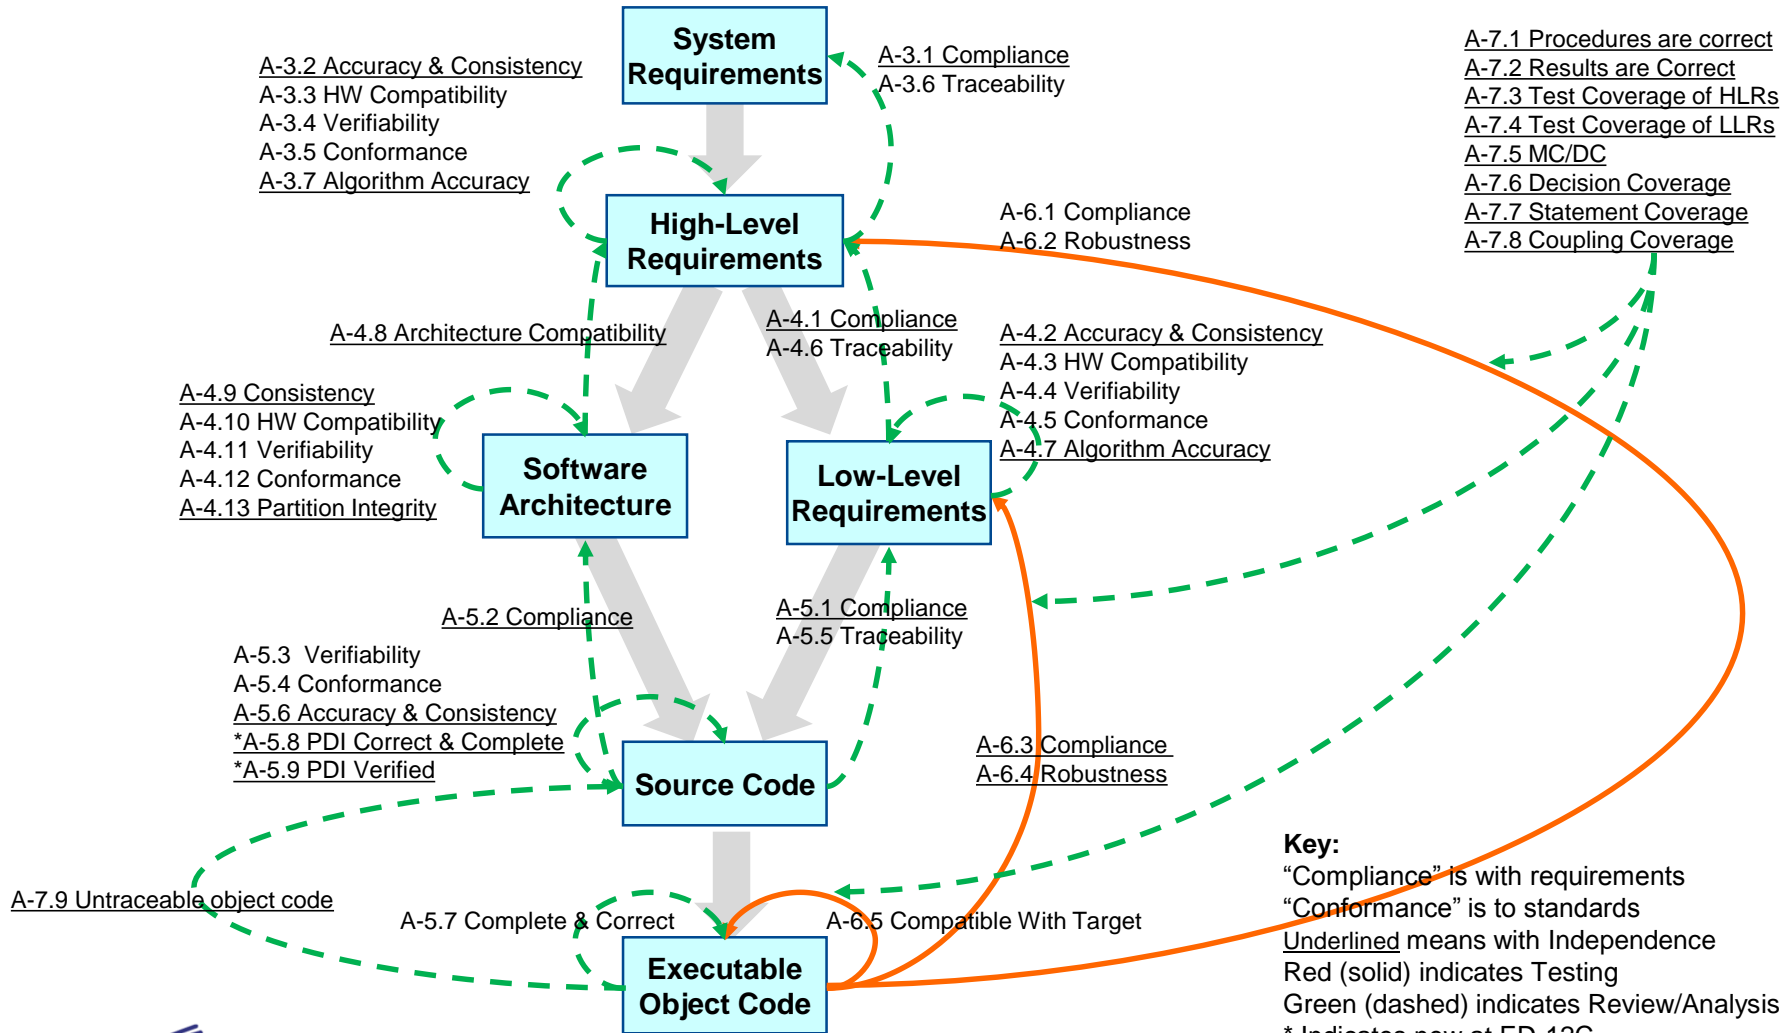 System
Requirements
A-3.2 Accuracy & Consistency
A-3.3 HW Compatibility
A-3.4 Verifiability
A-3.5 Conformance
A-3.7 Algorithm Accuracy
A-3.1 Compliance
A-3.6 Traceability
A-7.1 Procedures are correct
A-7.2 Results are Correct
A-7.3 Test Coverage of HLRs
A-7.4 Test Coverage of LLRs
A-7.5 MC/DC
A-7.6 Decision Coverage
A-7.7 Statement Coverage
A-7.8 Coupling Coverage
High-Level
Requirements
A-6.1 Compliance
A-6.2 Robustness
A-4.8 Architecture Compatibility
A-4.1 Compliance
A-4.6 Traceability
A-4.2 Accuracy & Consistency
A-4.3 HW Compatibility
A-4.4 Verifiability
A-4.5 Conformance
A-4.7 Algorithm Accuracy
A-4.9 Consistency
A-4.10 HW Compatibility
A-4.11 Verifiability
A-4.12 Conformance
A-4.13 Partition Integrity
Software
Architecture
Low-Level
Requirements
A-5.2 Compliance
A-5.1 Compliance
A-5.5 Traceability
A-5.3 Verifiability
A-5.4 Conformance
A-5.6 Accuracy & Consistency
*A-5.8 PDI Correct & Complete
*A-5.9 PDI Verified
Source Code
A-6.3 Compliance
A-6.4 Robustness
A-7.9 Untraceable object code
A-5.7 Complete & Correct
A-6.5 Compatible With Target
Executable
Object Code
Key:
“Compliance” is with requirements
“Conformance” is to standards
Underlined means with Independence
Red (solid) indicates Testing
Green (dashed) indicates Review/Analysis
* Indicates new at ED-12C